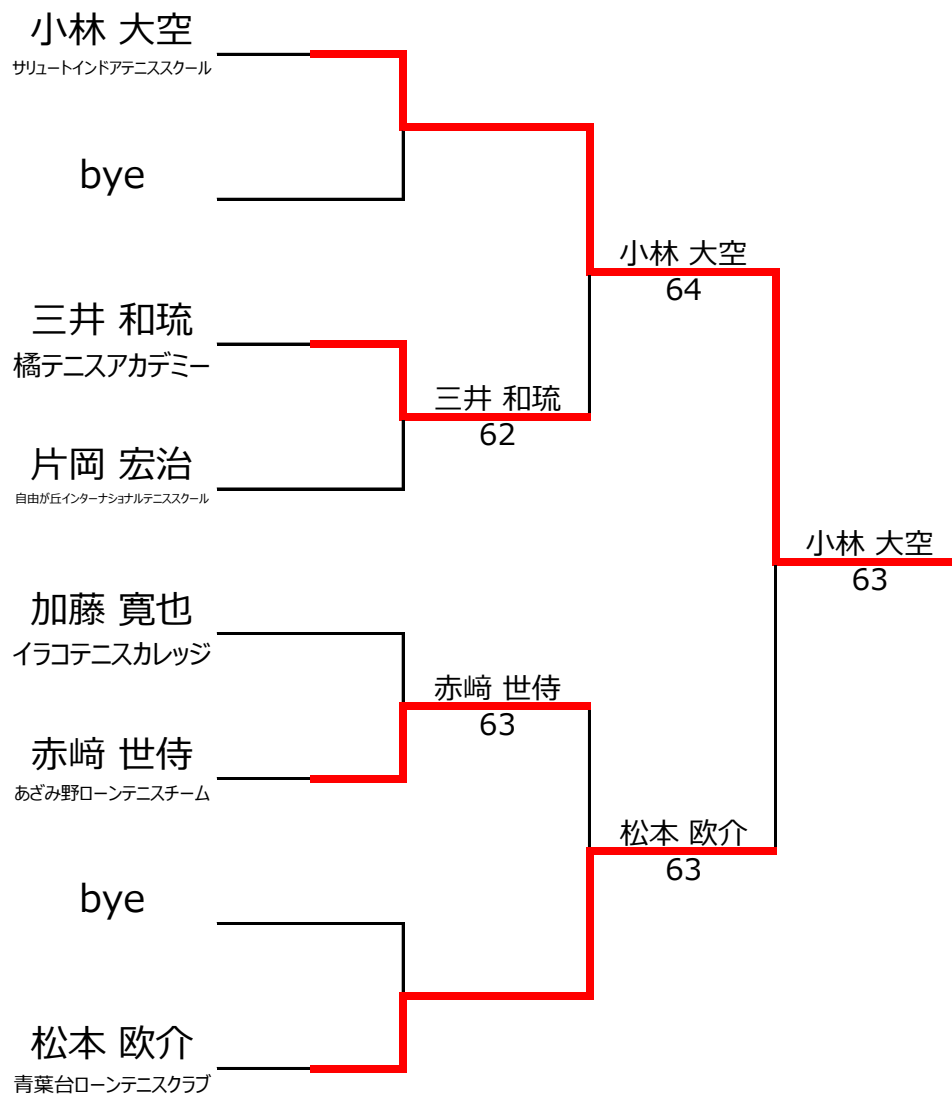 小林 大空
サリュートインドアテニススクール
bye
三井 和琉
橘テニスアカデミー
片岡 宏治
自由が丘インターナショナルテニススクール
加藤 寛也
イラコテニスカレッジ
赤﨑 世侍
あざみ野ローンテニスチーム
bye
松本 欧介
青葉台ローンテニスクラブ
三井 和琉
62
赤﨑 世侍
63
小林 大空
64
松本 欧介
63
小林 大空
63